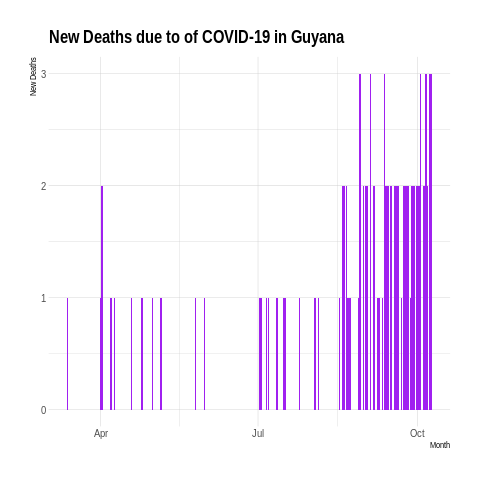 New Deaths due to of COVID-19 in Guyana
New Deaths
3
2
1
0
Apr
Jul
Oct
Month